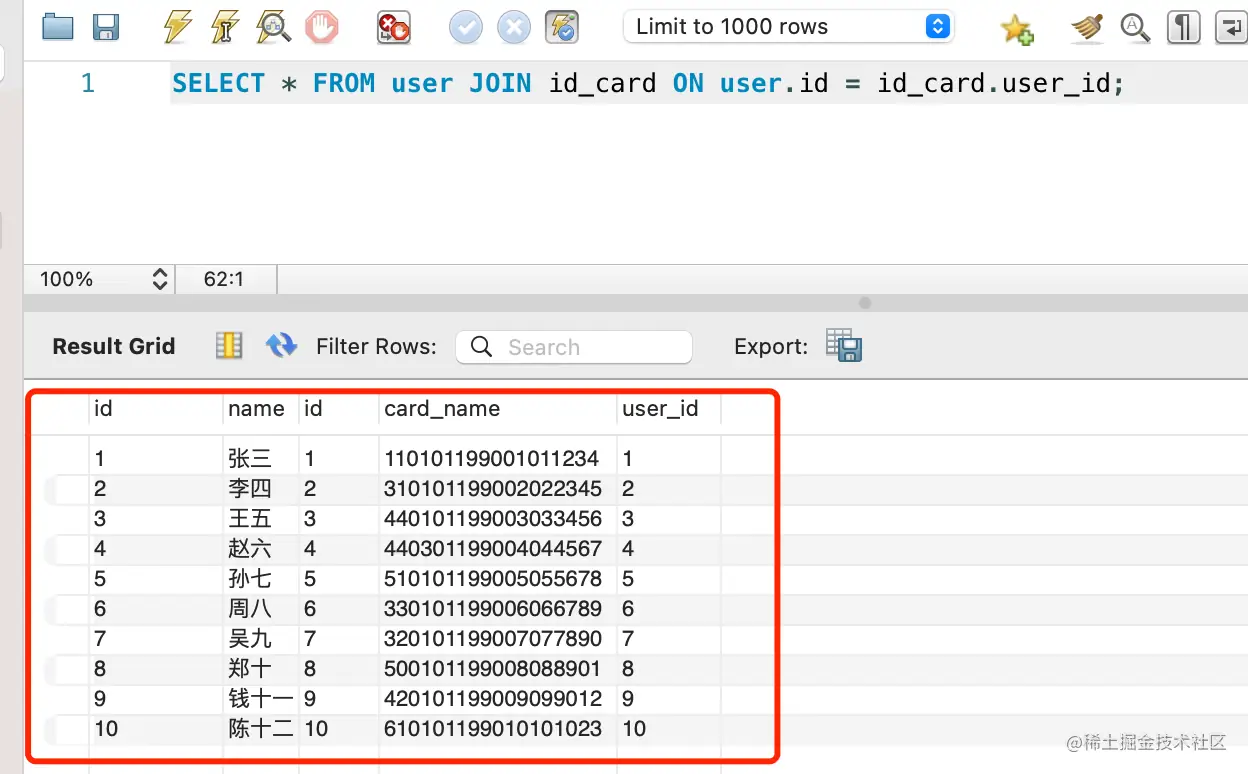 Limit to 1000 rows
1 SELECT * FROM user JOIN id_card ON user.id = id_card.user_id;
100% 62:1
Result Grid Filter Rows: Search Export:
id name id card_name user_id
1 张三 1 110101199001011234 1
2 李四 2 310101199002022345 2
3 王五 3 440101199003033456 3
4 赵六 4 440301199004044567 4
5 孙七 5 510101199005055678 5
6 周八 6 330101199006066789 6
7 吴九 7 320101199007077890 7
8 郑十 8 500101199008088901 8
9 钱十一 9 420101199009099012 9
10 陈十二 10 610101199010101023 10
@稀土掘金技术社区